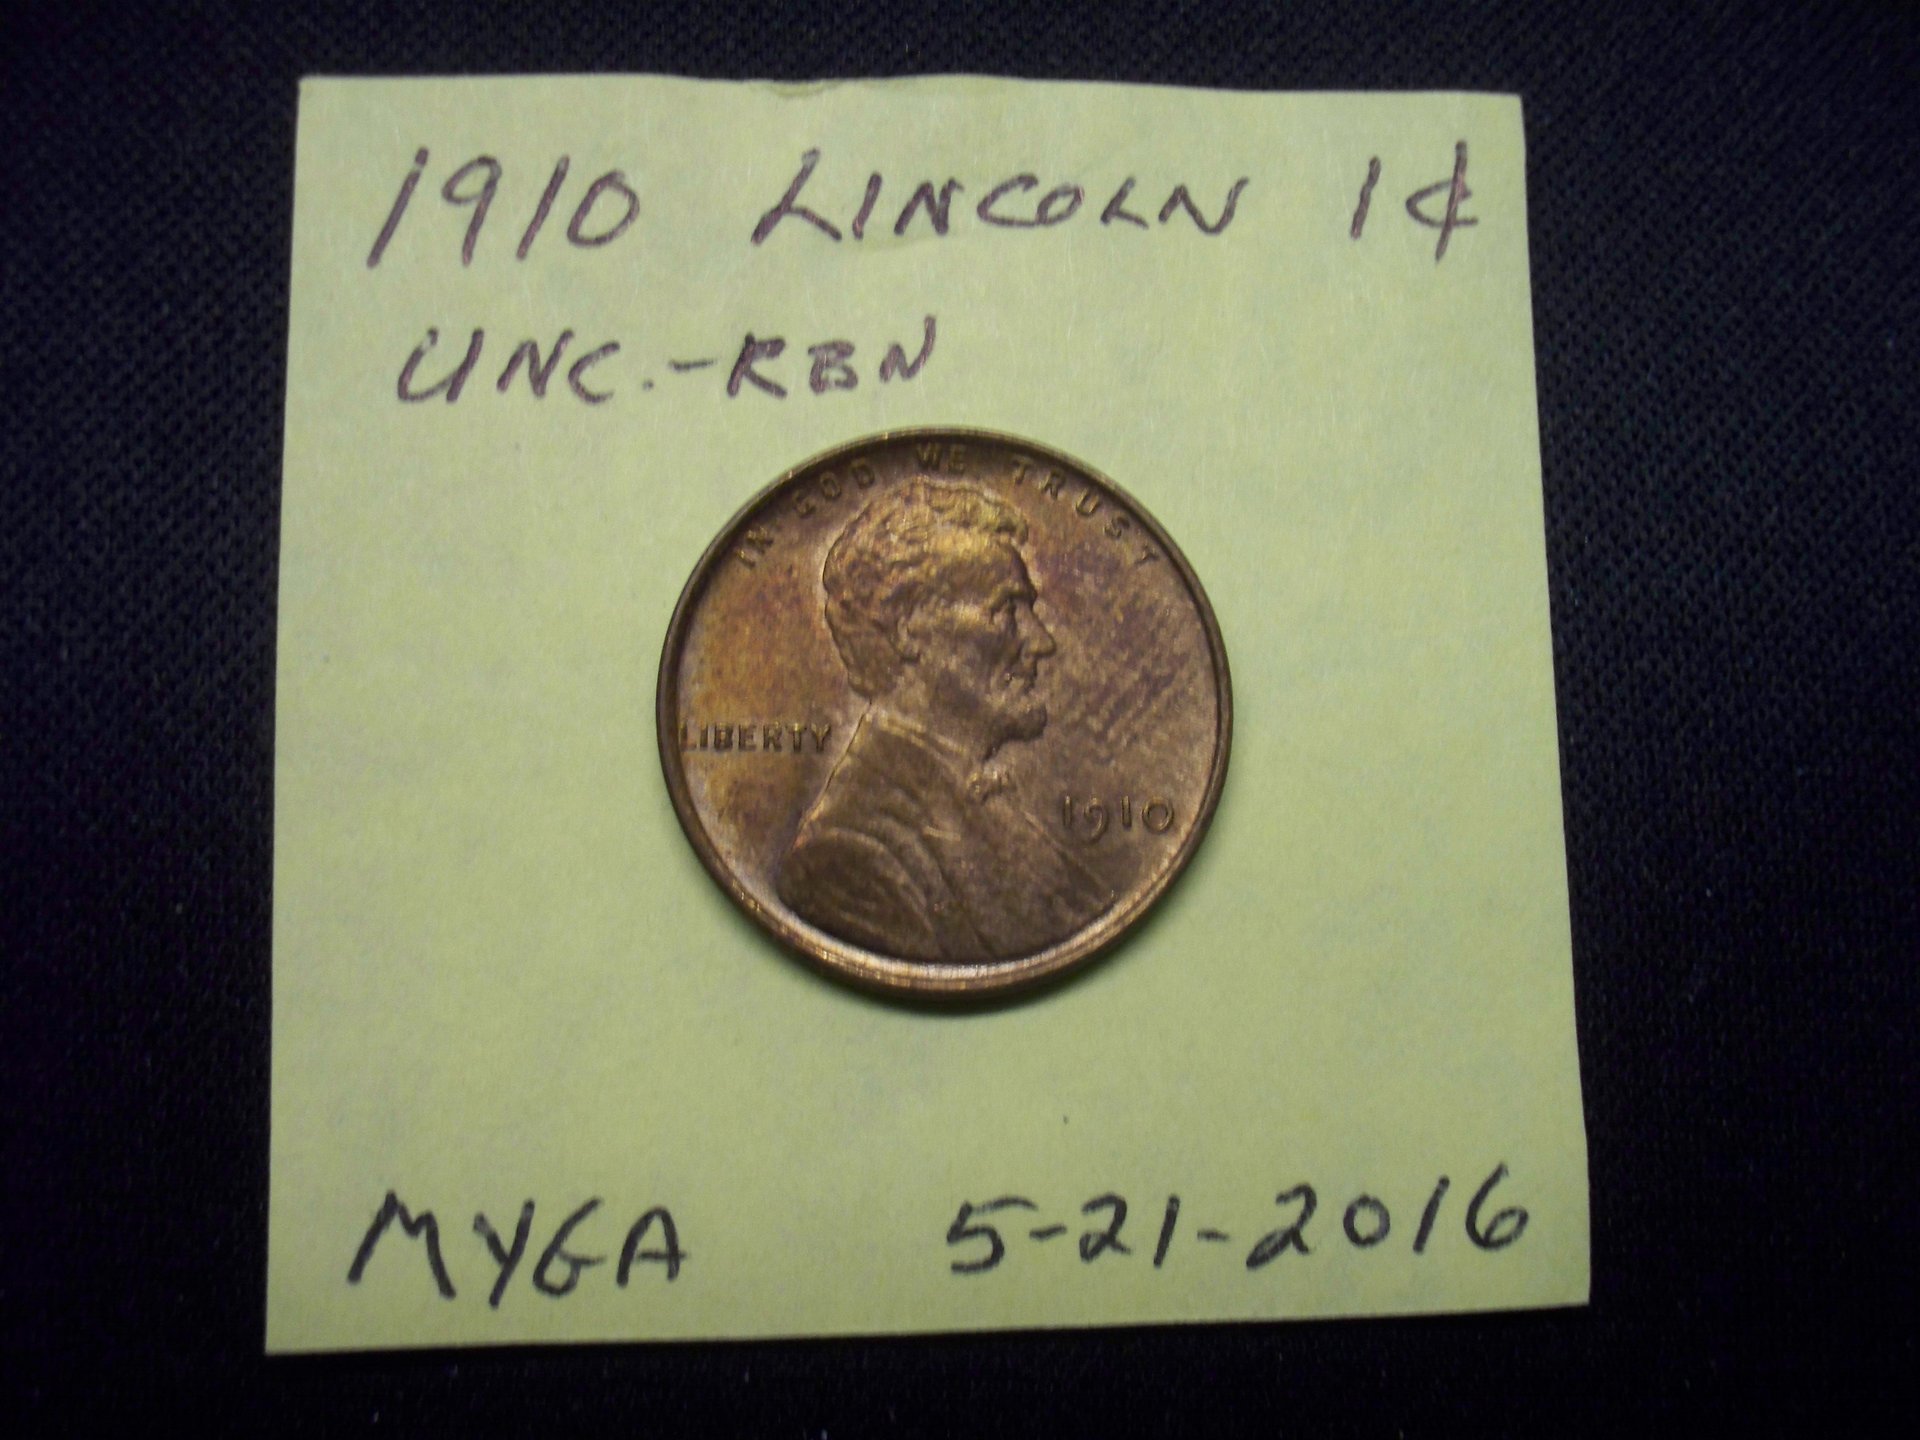 1910 LINCOLN 1¢
UNC.-RBN
IN GOD WE TRUST
LIBERTY
1910
MYGA 5-21-2016